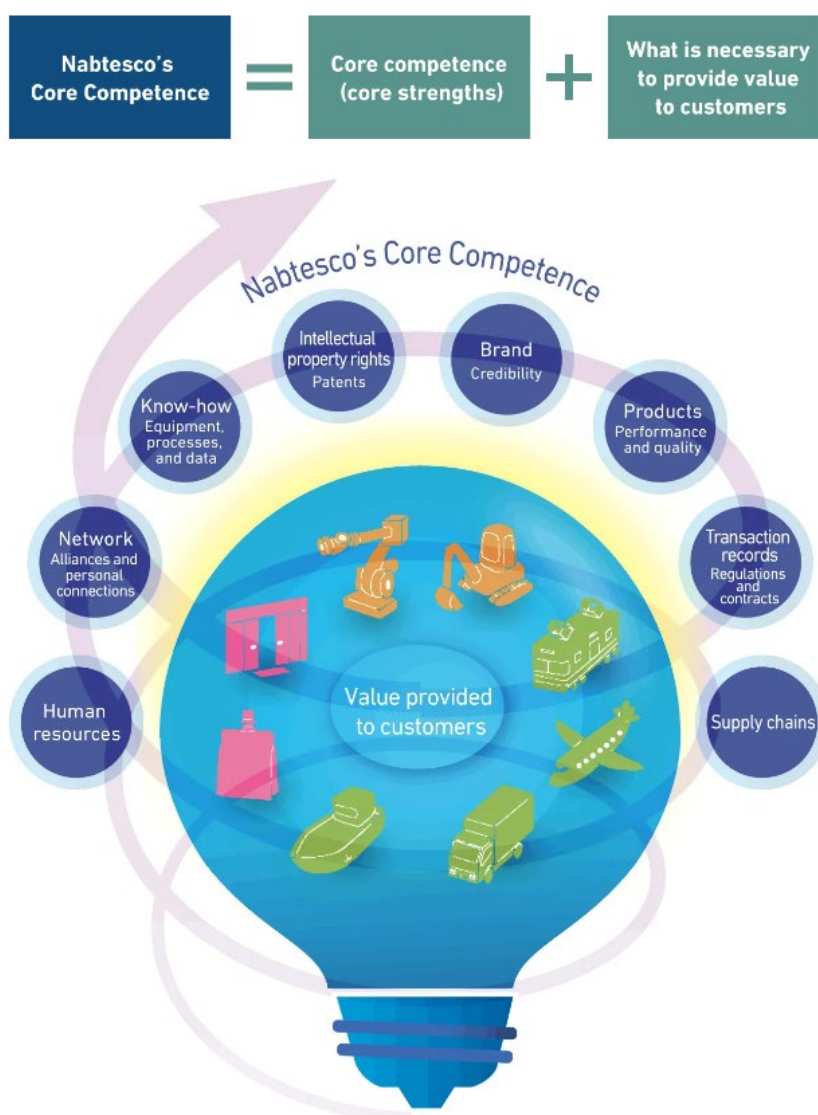 Nabtesco's
Core Competence
=
Core competence
(core strengths)
+
What is necessary
to provide value
to customers
Nabtesco's Core Competence
Intellectual
property rights
Patents
Brand
Credibility
Know-how
Equipment,
processes,
and data
Products
Performance
and quality
Network
Alliances and
personal
connections
Transaction
records
Regulations
and
contracts
Human
resources
Value provided
to customers
Supply chains